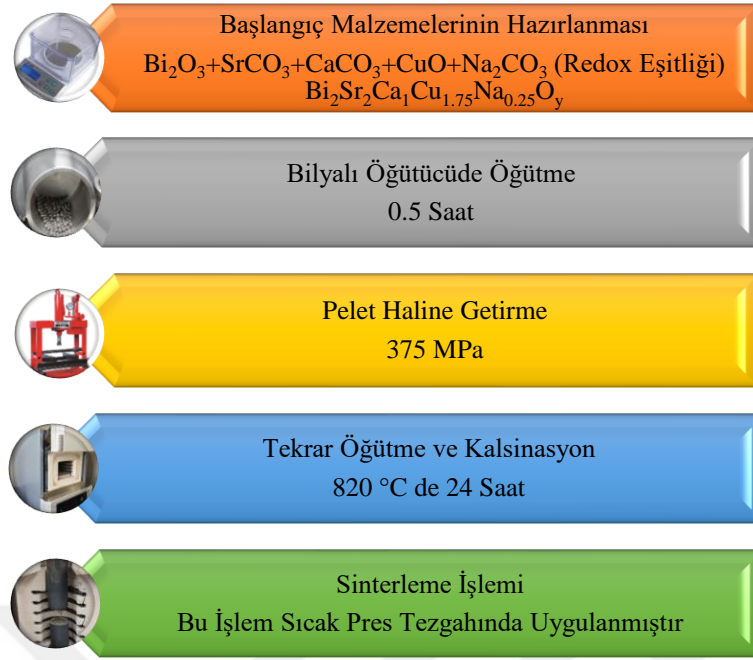 Başlangıç Malzemelerinin Hazırlanması
Bi₂O₃+SrCO₃+CaCO₃+CuO+Na₂CO₃ (Redox Eşitliği)
Bi₂Sr₂Ca₁Cu₁.₇₅Na₀.₂₅Oᵧ
Bilyalı Öğütücüde Öğütme
0.5 Saat
Pelet Haline Getirme
375 MPa
Tekrar Öğütme ve Kalsinasyon
820 °C de 24 Saat
Sinterleme İşlemi
Bu İşlem Sıcak Pres Tezgahında Uygulanmıştır